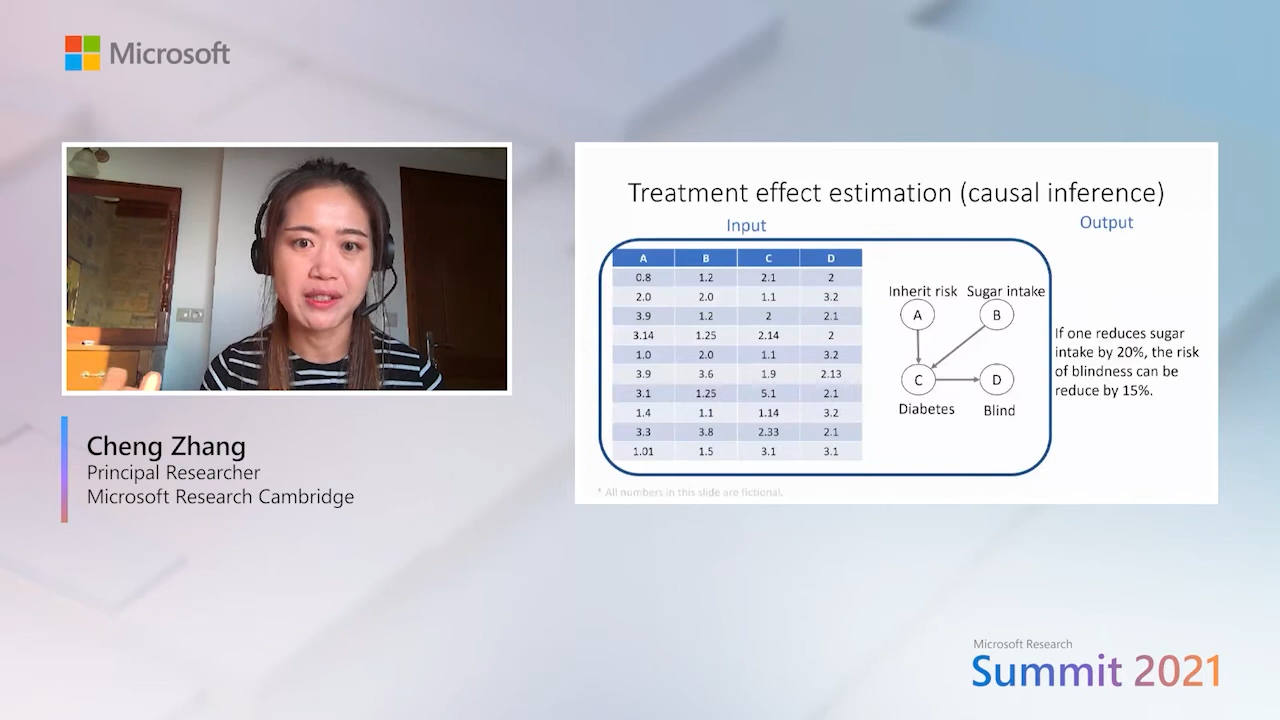 Microsoft
Treatment effect estimation (causal inference)
Input
Output
A B C D
0.8 1.2 2.1 2
2.0 2.0 1.1 3.2
3.9 1.2 2 2.1
3.14 1.25 2.14 2
1.0 2.0 1.1 3.2
3.9 3.6 1.9 2.13
3.1 1.25 5.1 2.1
1.4 1.1 1.14 3.2
3.3 3.8 2.33 2.1
1.01 1.5 3.1 3.1
Inherit risk Sugar intake
A B
C D
Diabetes Blind
If one reduces sugar
intake by 20%, the risk
of blindness can be
reduce by 15%.
* All numbers in this slide are fictional.
Cheng Zhang
Principal Researcher
Microsoft Research Cambridge
Microsoft Research
Summit 2021